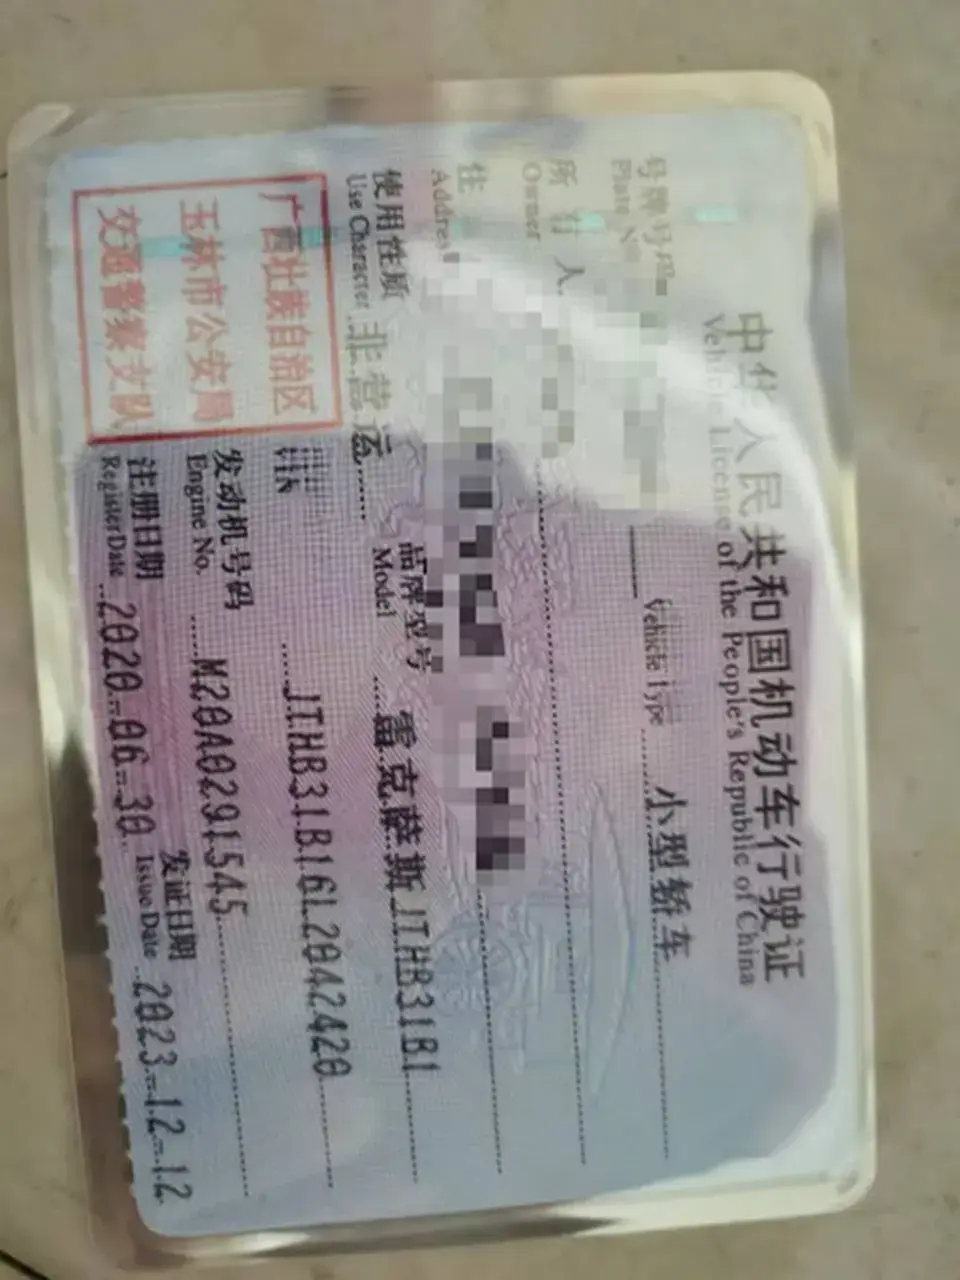 中华人民共和国机动车行驶证
Vehicle License of the People's Republic of China
号牌号码
Plate N
Vehicle Type 小型轿车
所有人
Owner
住
Address
使用性质 非营运 品牌型号 雷克萨斯JTHB31B1
Use Character Model
VIN JTHB31B16L2042420
发动机号码 M20A0291545
Engine No.
注册日期 2020-06-30 发证日期 2023-12-12
Register Date Issue Date
广西壮族自治区
玉林市公安局
交通警察支队